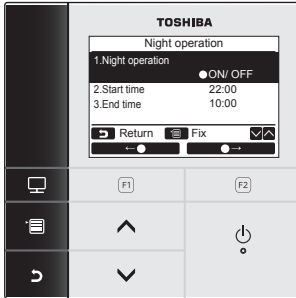 TOSHIBA
Night operation
1.Night operation
●ON/ OFF
2.Start time 22:00
3.End time 10:00
Return Fix
←● ●→
F1 F2